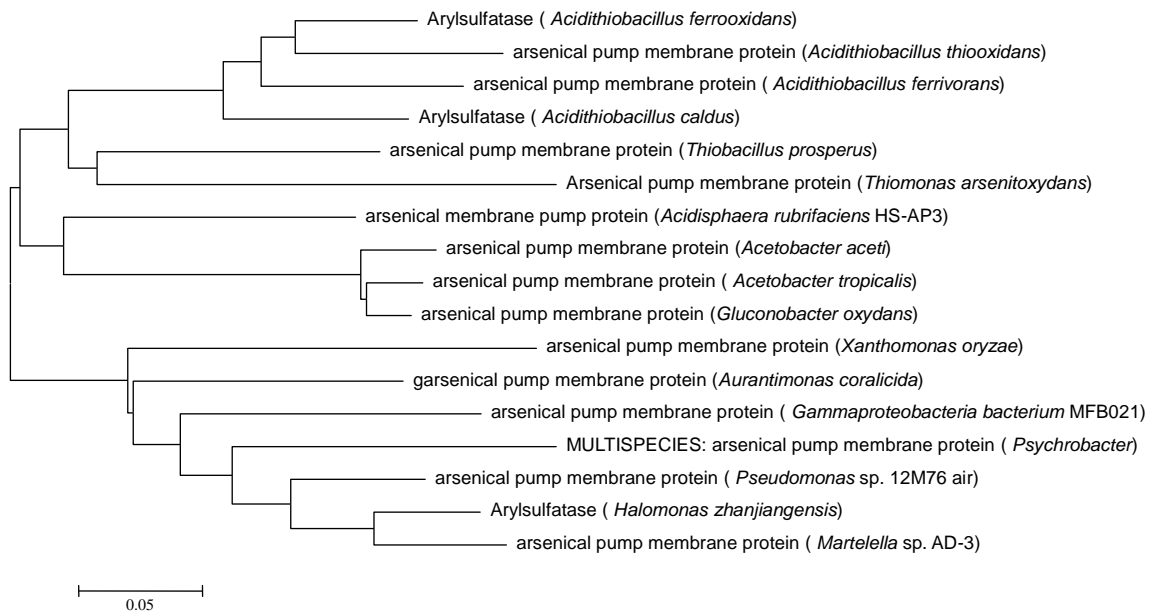 Arylsulfatase ( Acidithiobacillus ferrooxidans)
arsenical pump membrane protein (Acidithiobacillus thiooxidans)
arsenical pump membrane protein ( Acidithiobacillus ferrivorans)
Arylsulfatase ( Acidithiobacillus caldus)
arsenical pump membrane protein (Thiobacillus prosperus)
Arsenical pump membrane protein (Thiomonas arsenitoxydans)
arsenical membrane pump protein (Acidisphaera rubrifaciens HS-AP3)
arsenical pump membrane protein (Acetobacter aceti)
arsenical pump membrane protein ( Acetobacter tropicalis)
arsenical pump membrane protein (Gluconobacter oxydans)
arsenical pump membrane protein (Xanthomonas oryzae)
garsenical pump membrane protein (Aurantimonas coralicida)
arsenical pump membrane protein ( Gammaproteobacteria bacterium MFB021)
MULTISPECIES: arsenical pump membrane protein ( Psychrobacter)
arsenical pump membrane protein ( Pseudomonas sp. 12M76 air)
Arylsulfatase ( Halomonas zhanjiangensis)
arsenical pump membrane protein ( Martelella sp. AD-3)
0.05